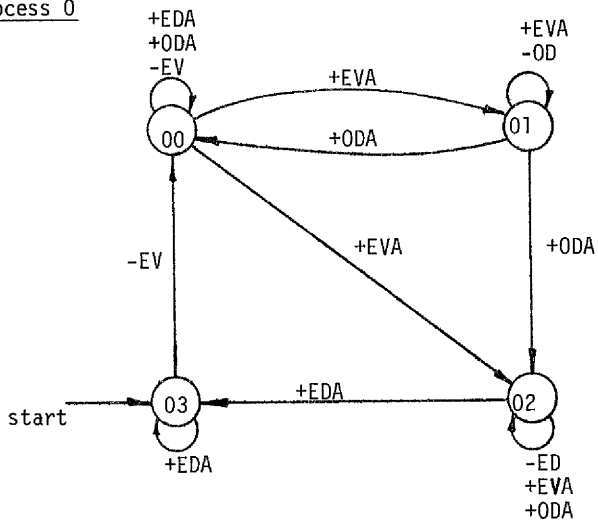 ocess 0
+EDA
+ODA
-EV
+EVA
-OD
+EVA
00
01
+ODA
+EVA
-EV
+ODA
start
03
+EDA
02
+EDA
-ED
+EVA
+ODA